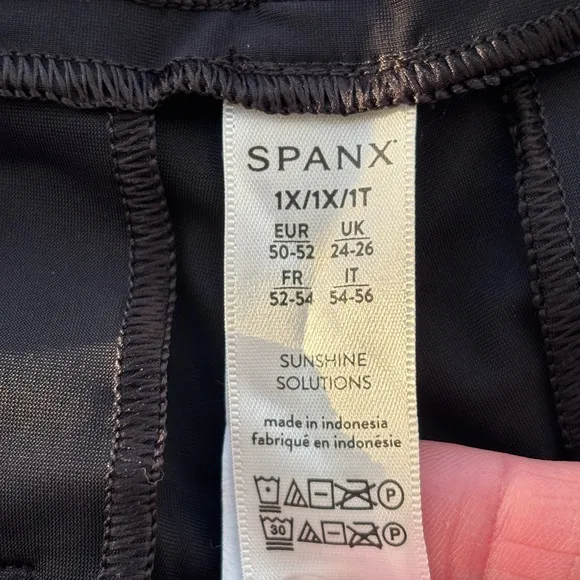 SPANX
1X/1X/1T
EUR UK
50-52 24-26
FR IT
52-54 54-56
SUNSHINE
SOLUTIONS
made in indonesia
fabriqué en indonésie
P
30 P